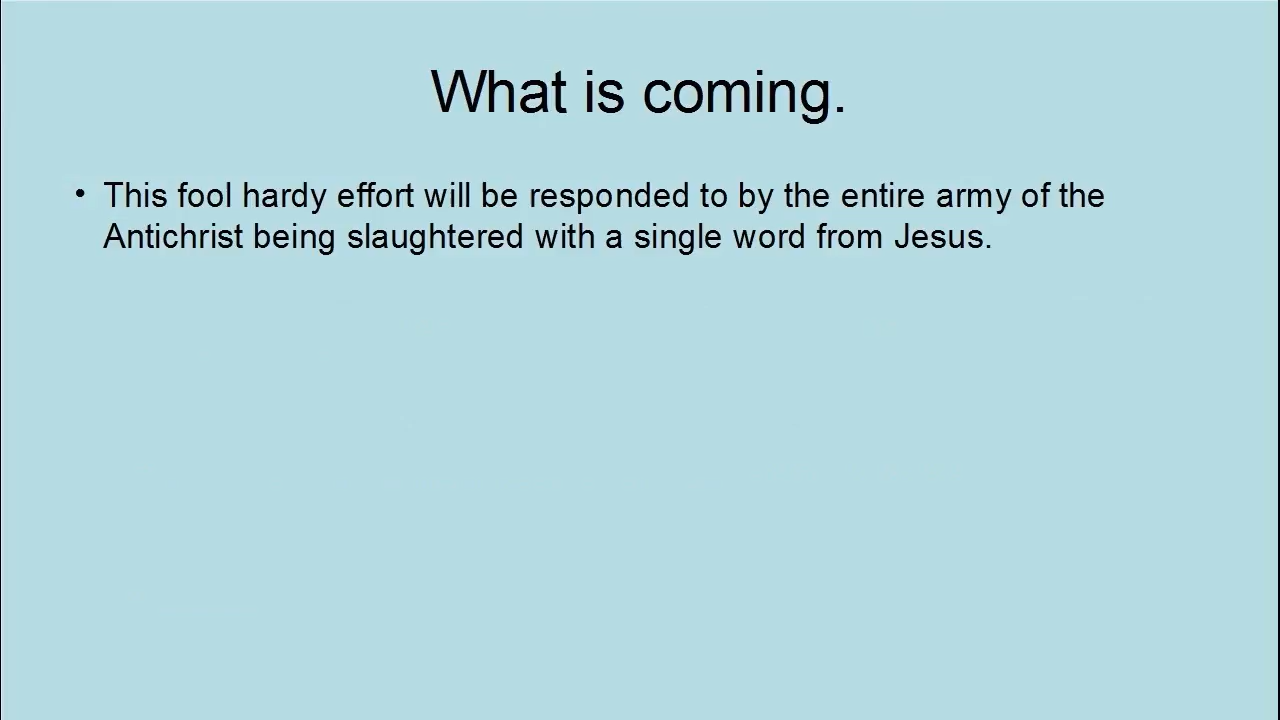 What is coming.
• This fool hardy effort will be responded to by the entire army of the
Antichrist being slaughtered with a single word from Jesus.